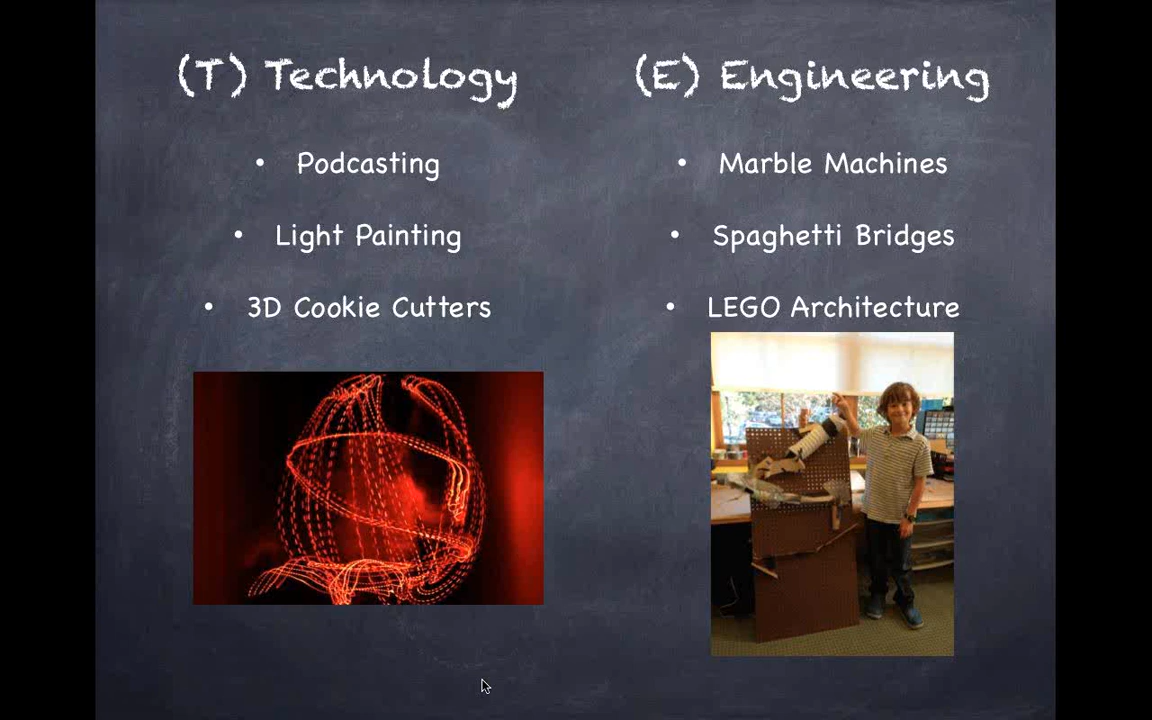 (T) Technology
• Podcasting
• Light Painting
• 3D Cookie Cutters
(E) Engineering
• Marble Machines
• Spaghetti Bridges
• LEGO Architecture